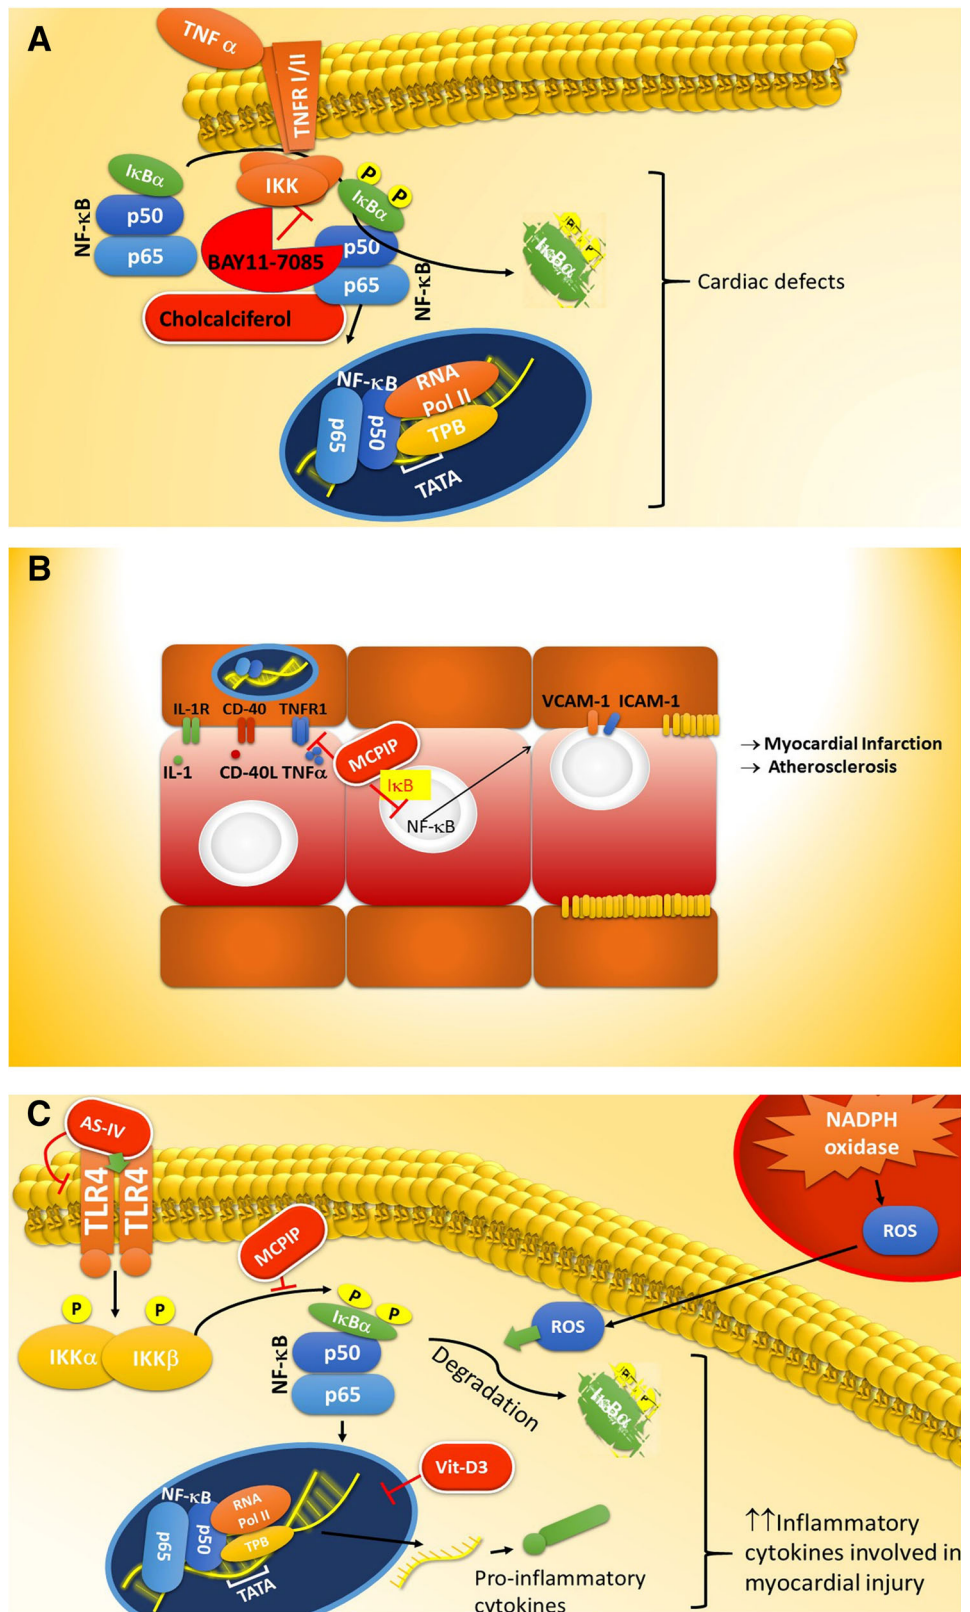 A
TNF α
TNFR I/II
IκBα
p50
p65
NF-κB
IKK
P
P
IκBα
p50
p65
NF-κB
BAY11-7085
Cholcalciferol
IκBα
P
P
Cardiac defects
NF-κB
p65
p50
RNA
Pol II
TPB
TATA
B
IL-1R CD-40 TNFR1
IL-1 CD-40L TNFα
MCPIP
IκB
NF-κB
VCAM-1 ICAM-1
→ Myocardial Infarction
→ Atherosclerosis
C
AS-IV
TLR4
TLR4
MCPIP
NADPH
oxidase
ROS
ROS
P
P
IKKα
IKKβ
P
P
IκBα
p50
p65
NF-κB
Degradation
P
P
IκBα
Vit-D3
NF-κB
p65
p50
RNA
Pol II
TPB
TATA
Pro-inflammatory
cytokines
↑↑Inflammatory
cytokines involved in
myocardial injury